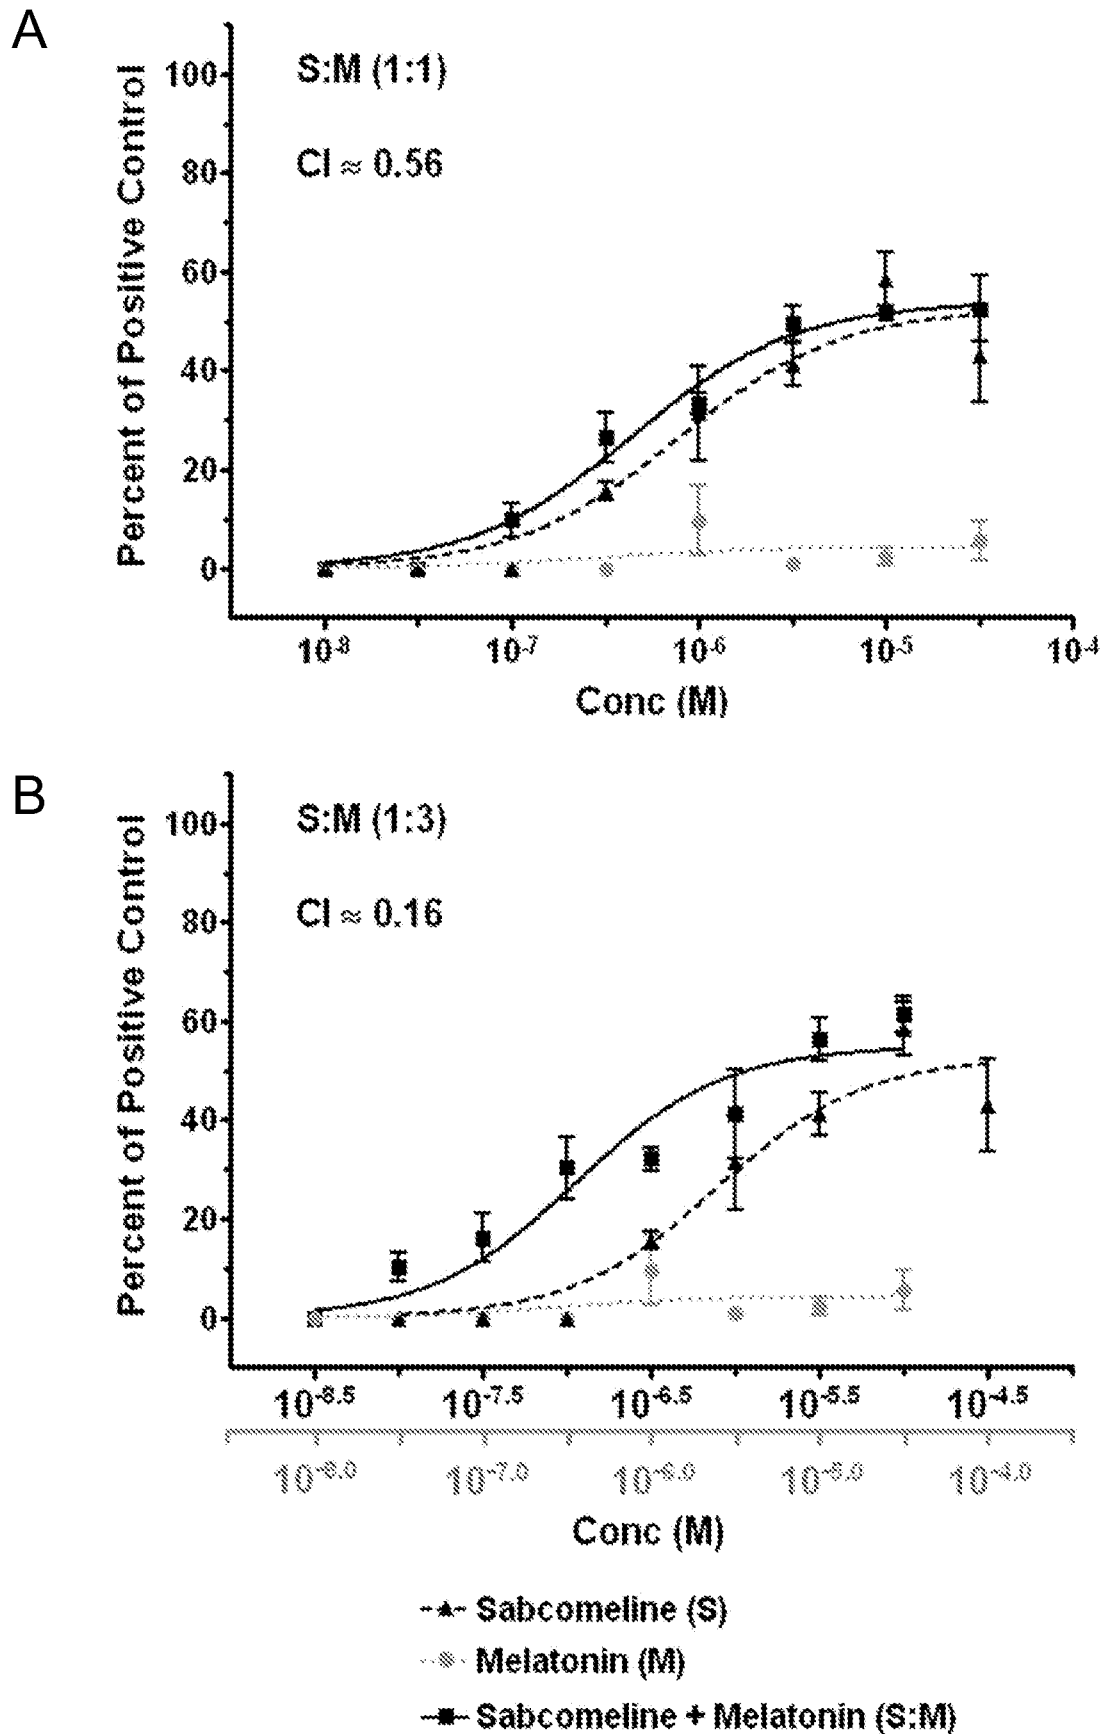 A
S:M (1:1)
CI ≈ 0.56
Percent of Positive Control
100
80
60
40
20
0
10-8 10-7 10-6 10-5 10-4
Conc (M)
B
S:M (1:3)
CI ≈ 0.16
Percent of Positive Control
100
80
60
40
20
0
10-8.5 10-7.5 10-6.5 10-5.5 10-4.5
10-8.0 10-7.0 10-6.0 10-5.0 10-4.0
Conc (M)
Sabcomeline (S)
Melatonin (M)
Sabcomeline + Melatonin (S:M)